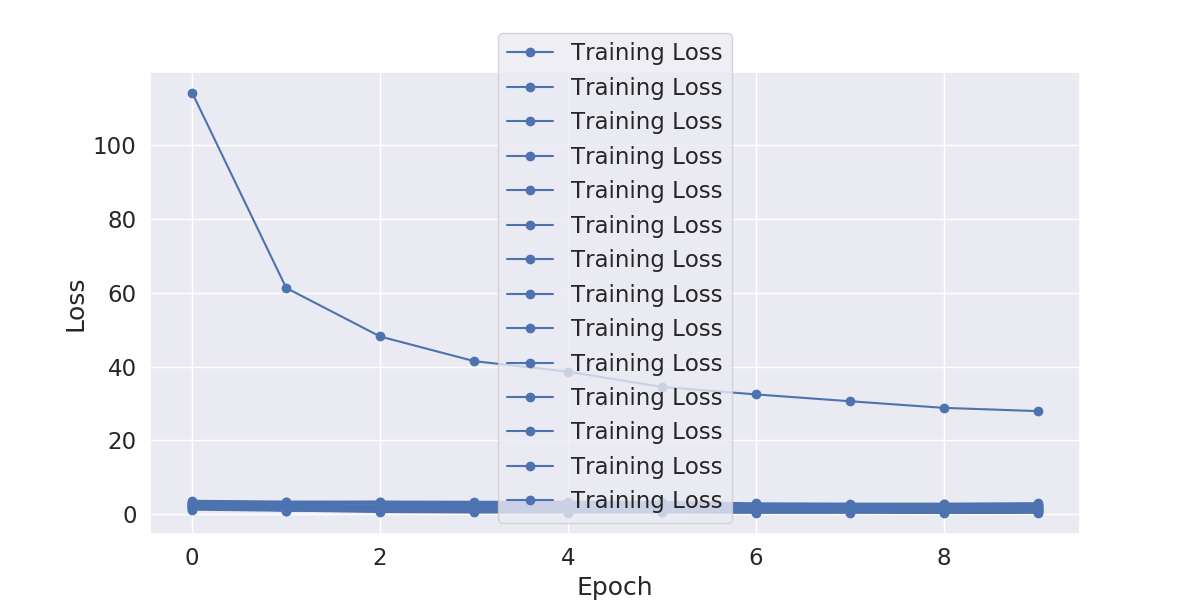 Training Loss
Training Loss
Training Loss
Training Loss
Training Loss
Training Loss
Training Loss
Training Loss
Training Loss
Training Loss
Training Loss
Training Loss
Training Loss
Training Loss
100
80
60
40
20
0
Loss
0 2 4 6 8
Epoch